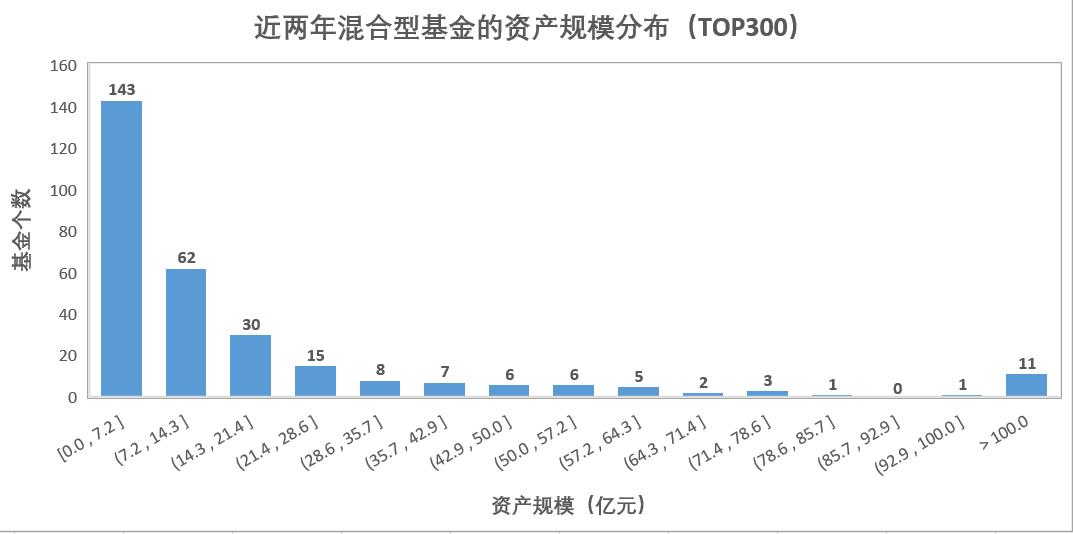 近两年混合型基金的资产规模分布（TOP300）
160
140
120
100
80
60
40
20
0
基金个数
143
62
30
15
8
7
6
6
5
2
3
1
0
1
11
[0.0 , 7.2 ]
(7.2 , 14.3 ]
(14.3 , 21.4 ]
(21.4 , 28.6 ]
(28.6 , 35.7 ]
(35.7 , 42.9 ]
(42.9 , 50.0 ]
(50.0 , 57.2 ]
(57.2 , 64.3 ]
(64.3 , 71.4 ]
(71.4 , 78.6 ]
(78.6 , 85.7 ]
(85.7 , 92.9 ]
(92.9 , 100.0 ]
> 100.0
资产规模（亿元）